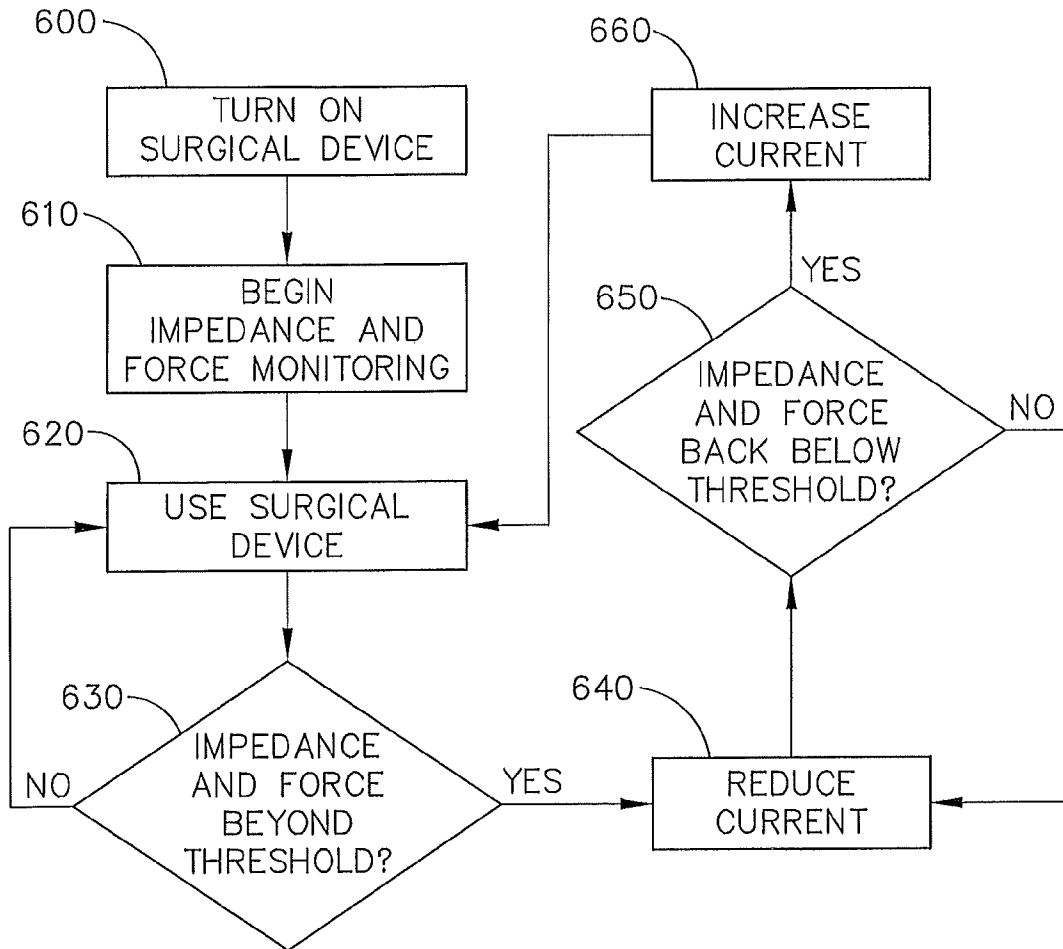 600
TURN ON
SURGICAL DEVICE
610
BEGIN
IMPEDANCE AND
FORCE MONITORING
620
USE SURGICAL
DEVICE
630
IMPEDANCE
AND FORCE
BEYOND
THRESHOLD?
NO
YES
640
REDUCE
CURRENT
650
IMPEDANCE
AND FORCE
BACK BELOW
THRESHOLD?
NO
YES
660
INCREASE
CURRENT